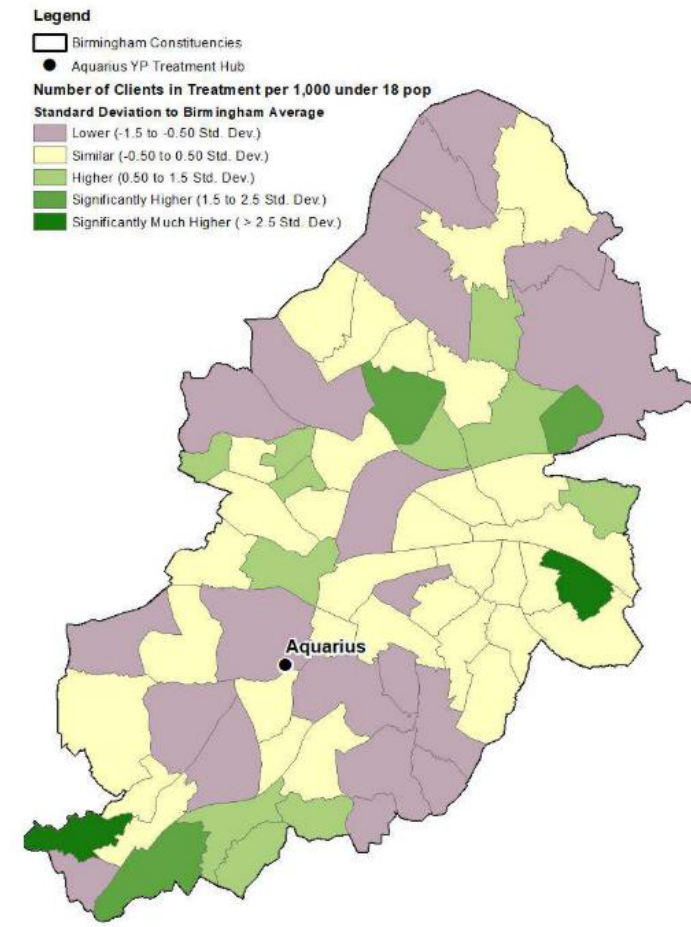 Legend
Birmingham Constituencies
Aquarius YP Treatment Hub
Number of Clients in Treatment per 1,000 under 18 pop
Standard Deviation to Birmingham Average
Lower (-1.5 to -0.50 Std. Dev.)
Similar (-0.50 to 0.50 Std. Dev.)
Higher (0.50 to 1.5 Std. Dev.)
Significantly Higher (1.5 to 2.5 Std. Dev.)
Significantly Much Higher ( > 2.5 Std. Dev.)
Aquarius